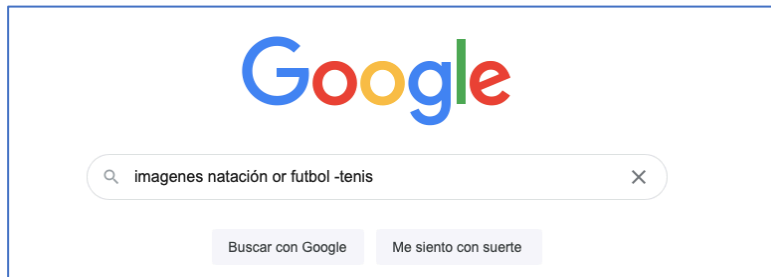 Google
imagenes natación or futbol -tenis
Buscar con Google
Me siento con suerte